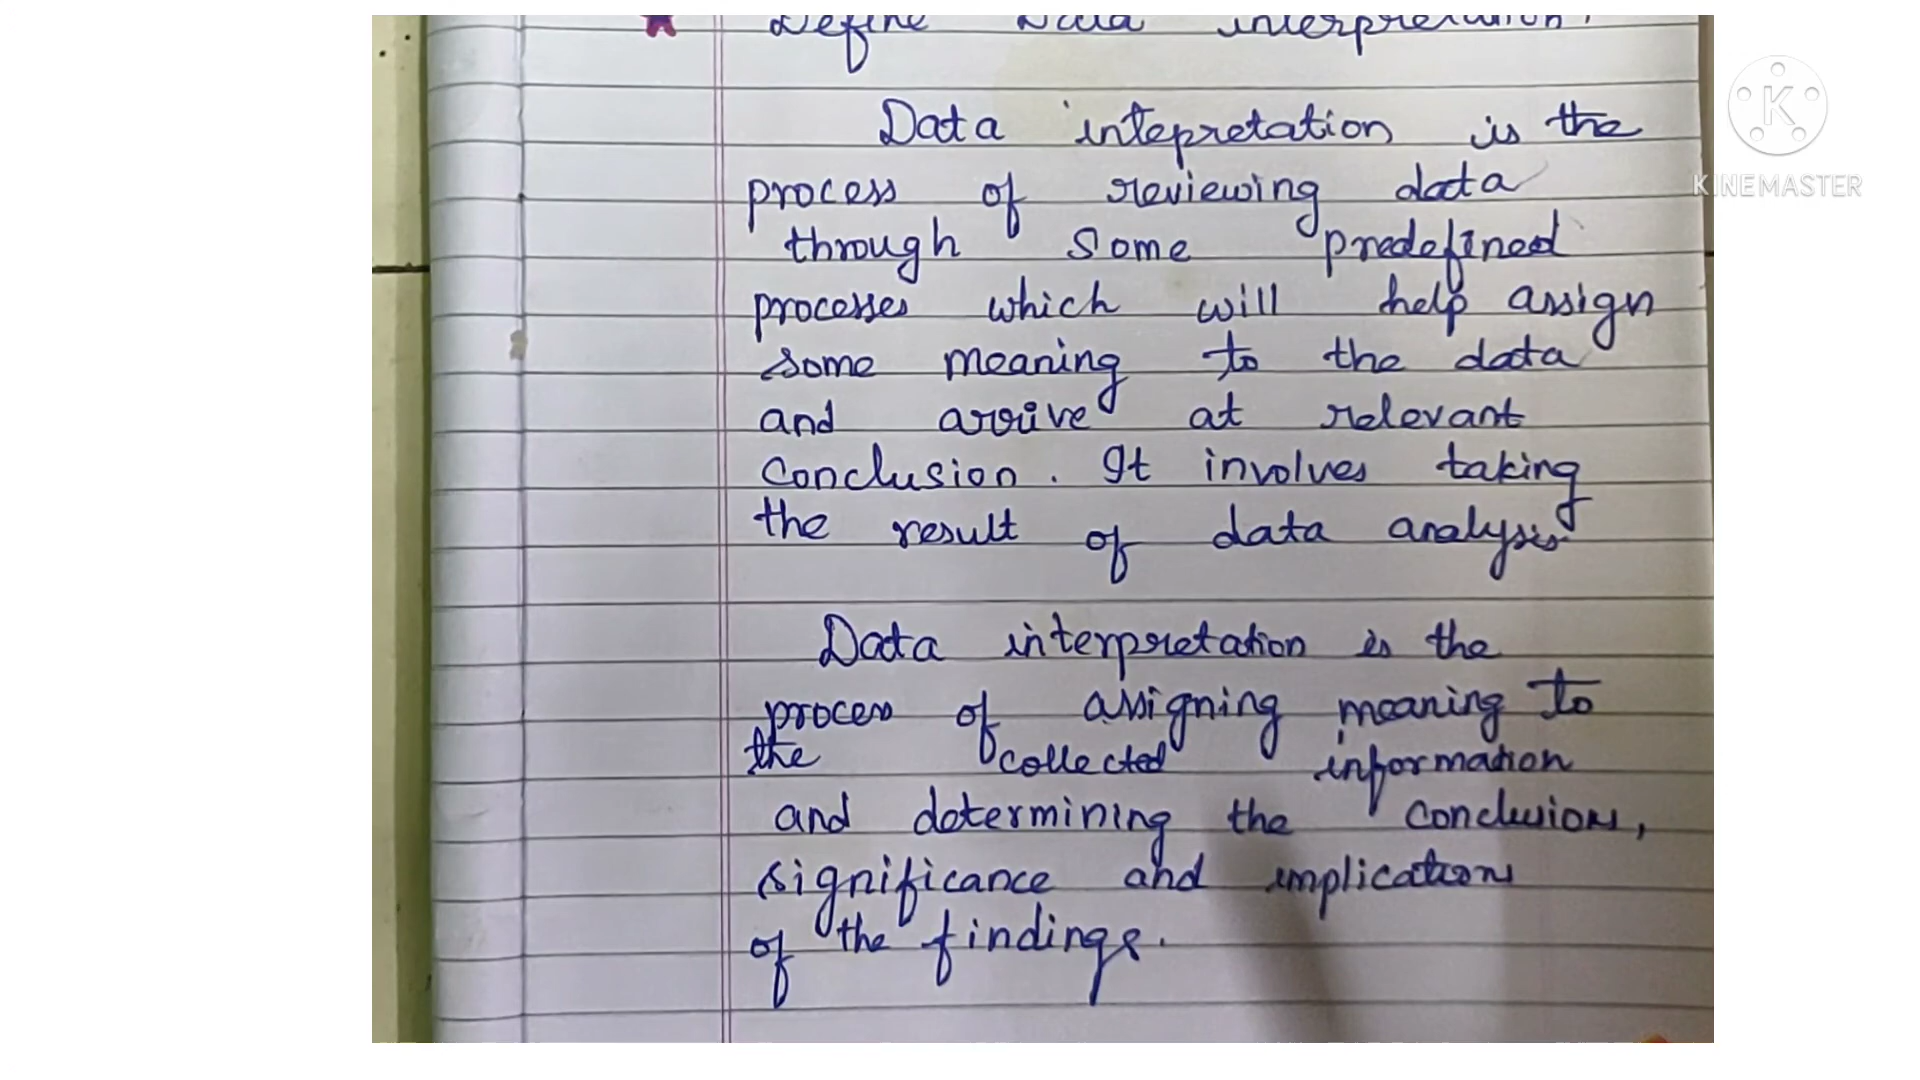 Define Data interpretation.
Data intepretation is the
process of reviewing data
through some predefined
processes which will help assign
some meaning to the data
and arrive at relevant
conclusion. It involves taking
the result of data analysis
Data interpretation is the
process of assigning meaning to
the collected information
and determining the conclusions,
significance and implications
of the findings.
K
KINEMASTER